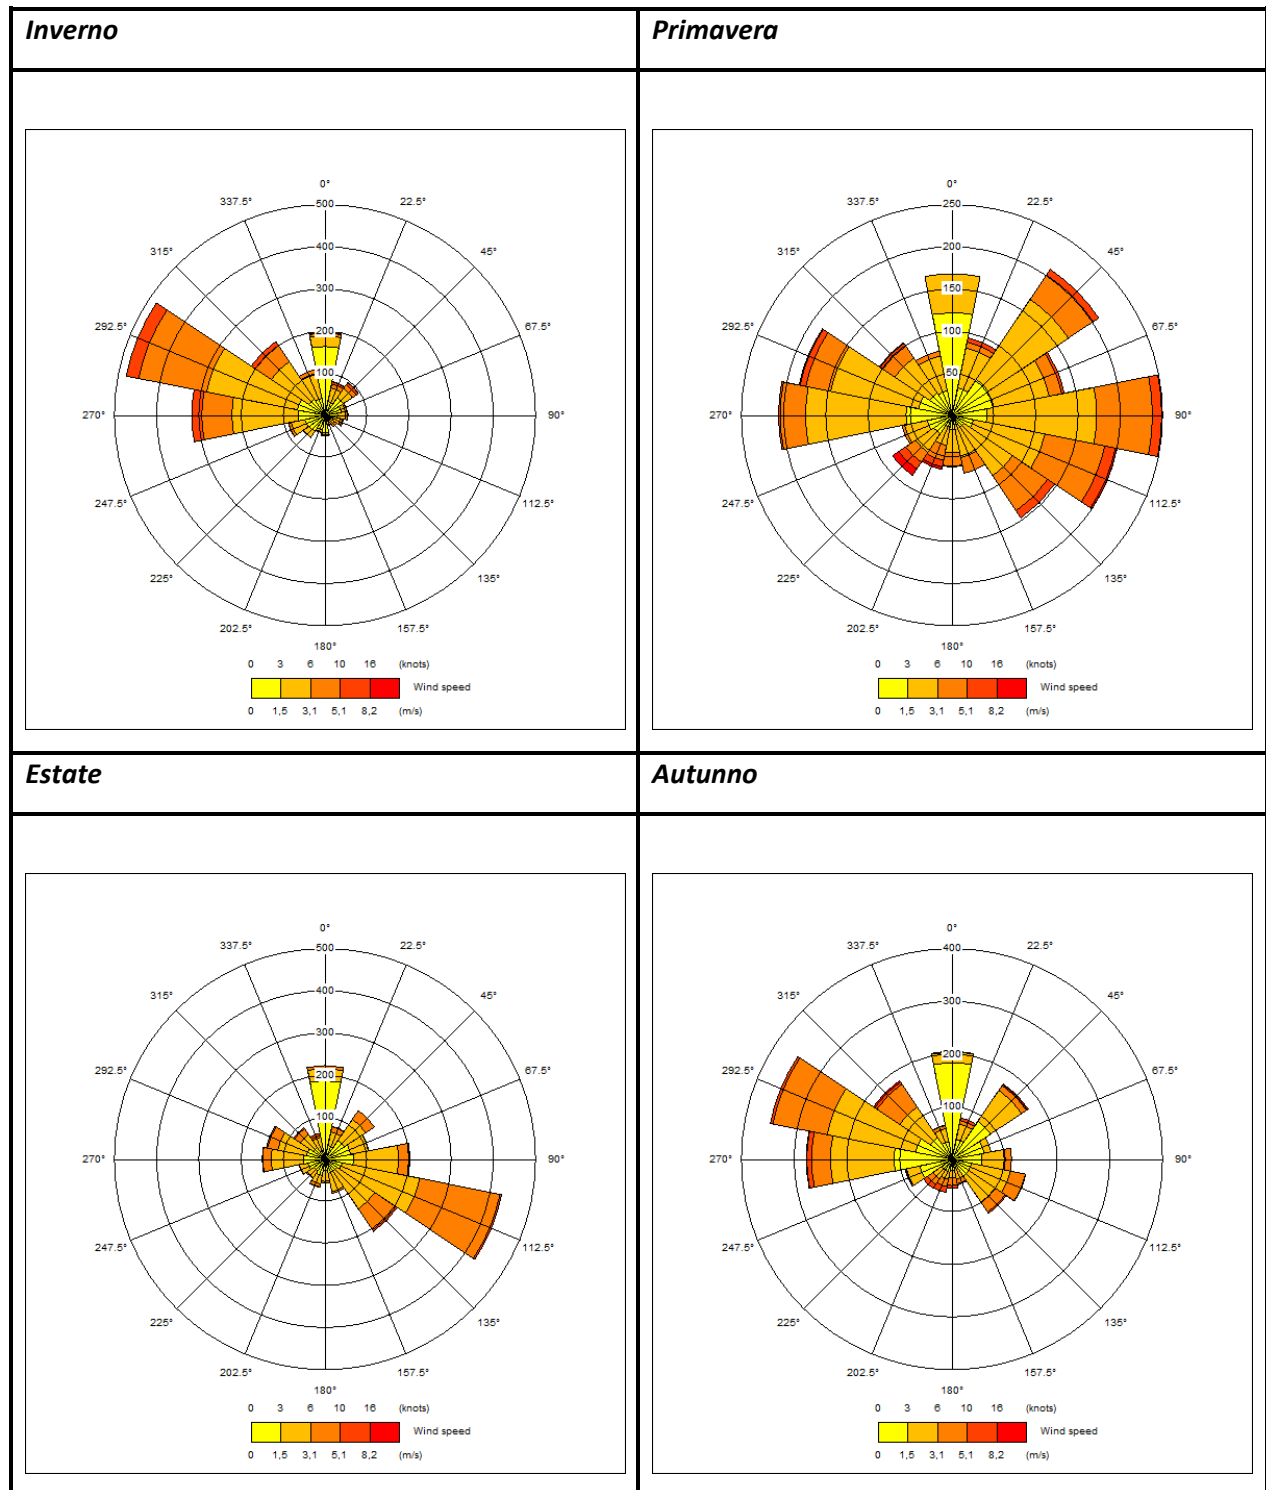 Inverno
Primavera
0°
337.5° 500 22.5°
315° 400 45°
300
292.5° 200 67.5°
100
270° 90°
247.5° 112.5°
225° 135°
202.5° 157.5°
180°
0 3 6 10 16 (knots)
Wind speed
0 1,5 3,1 5,1 8,2 (m/s)
0°
337.5° 250 22.5°
315° 200 45°
150
292.5° 100 67.5°
50
270° 90°
247.5° 112.5°
225° 135°
202.5° 157.5°
180°
0 3 6 10 16 (knots)
Wind speed
0 1,5 3,1 5,1 8,2 (m/s)
Estate
Autunno
0°
337.5° 500 22.5°
315° 400 45°
300
292.5° 200 67.5°
100
270° 90°
247.5° 112.5°
225° 135°
202.5° 157.5°
180°
0 3 6 10 16 (knots)
Wind speed
0 1,5 3,1 5,1 8,2 (m/s)
0°
337.5° 400 22.5°
315° 300 45°
292.5° 200 67.5°
100
270° 90°
247.5° 112.5°
225° 135°
202.5° 157.5°
180°
0 3 6 10 16 (knots)
Wind speed
0 1,5 3,1 5,1 8,2 (m/s)